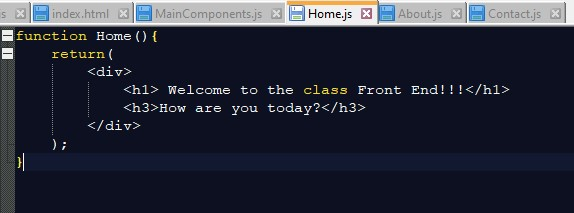 s index.html MainComponents.js Home.js About.js Contact.js
function Home(){
return(
<div>
<h1> Welcome to the class Front End!!!</h1>
<h3>How are you today?</h3>
</div>
);
}